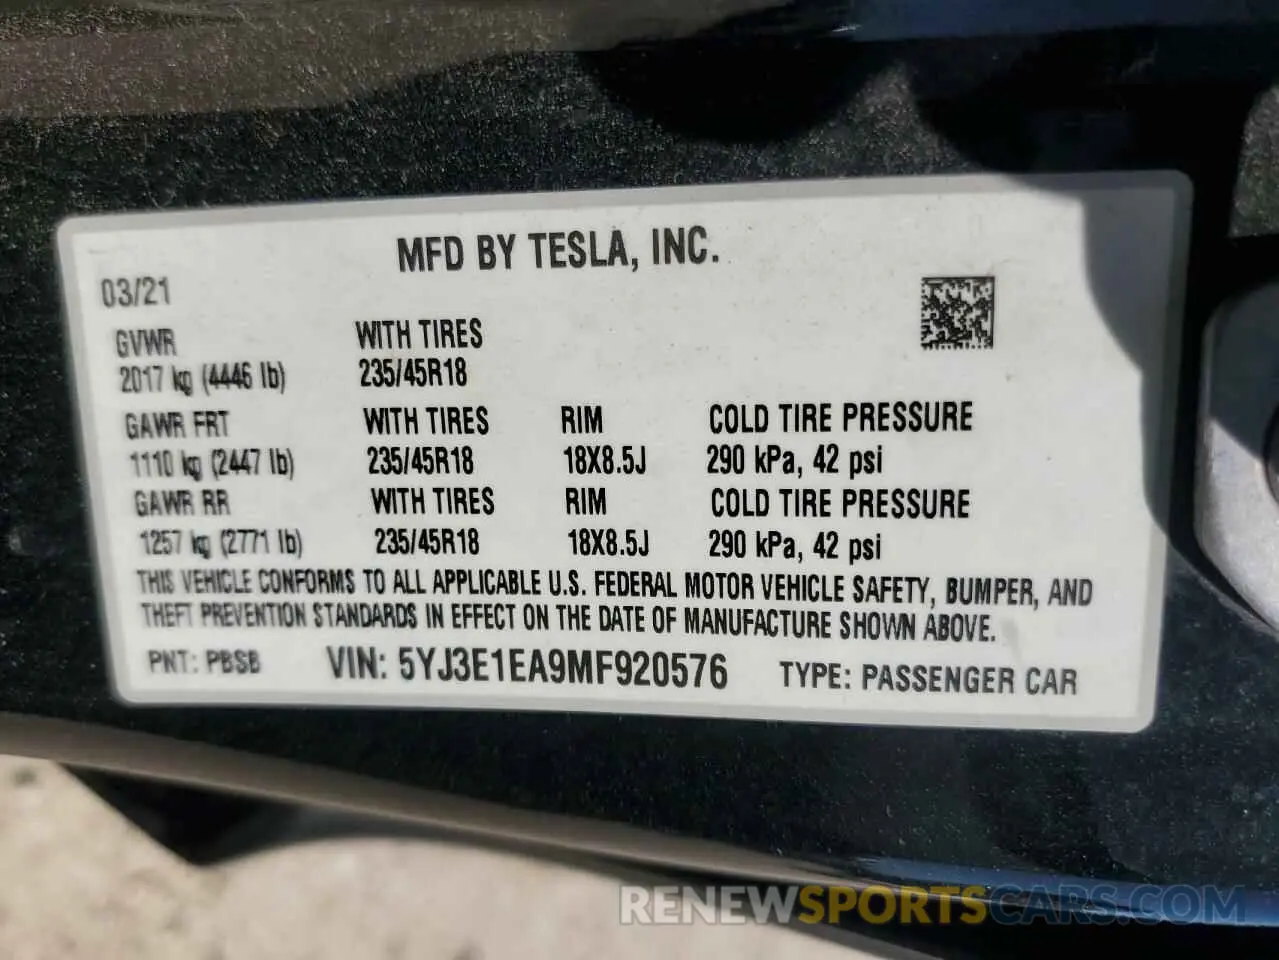 MFD BY TESLA, INC.
03/21
GVWR WITH TIRES
2017 kg (4446 lb) 235/45R18
GAWR FRT WITH TIRES RIM COLD TIRE PRESSURE
1110 kg (2447 lb) 235/45R18 18X8.5J 290 kPa, 42 psi
GAWR RR WITH TIRES RIM COLD TIRE PRESSURE
1257 kg (2771 lb) 235/45R18 18X8.5J 290 kPa, 42 psi
THIS VEHICLE CONFORMS TO ALL APPLICABLE U.S. FEDERAL MOTOR VEHICLE SAFETY, BUMPER, AND
THEFT PREVENTION STANDARDS IN EFFECT ON THE DATE OF MANUFACTURE SHOWN ABOVE.
PNT: PBSB VIN: 5YJ3E1EA9MF920576 TYPE: PASSENGER CAR
RENEWSPORTSCARS.COM